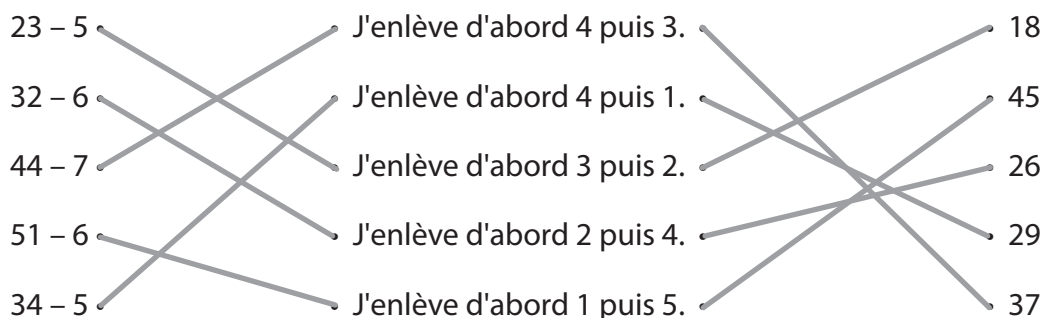 23 – 5 J'enlève d'abord 4 puis 3. 18
32 – 6 J'enlève d'abord 4 puis 1. 45
44 – 7 J'enlève d'abord 3 puis 2. 26
51 – 6 J'enlève d'abord 2 puis 4. 29
34 – 5 J'enlève d'abord 1 puis 5. 37